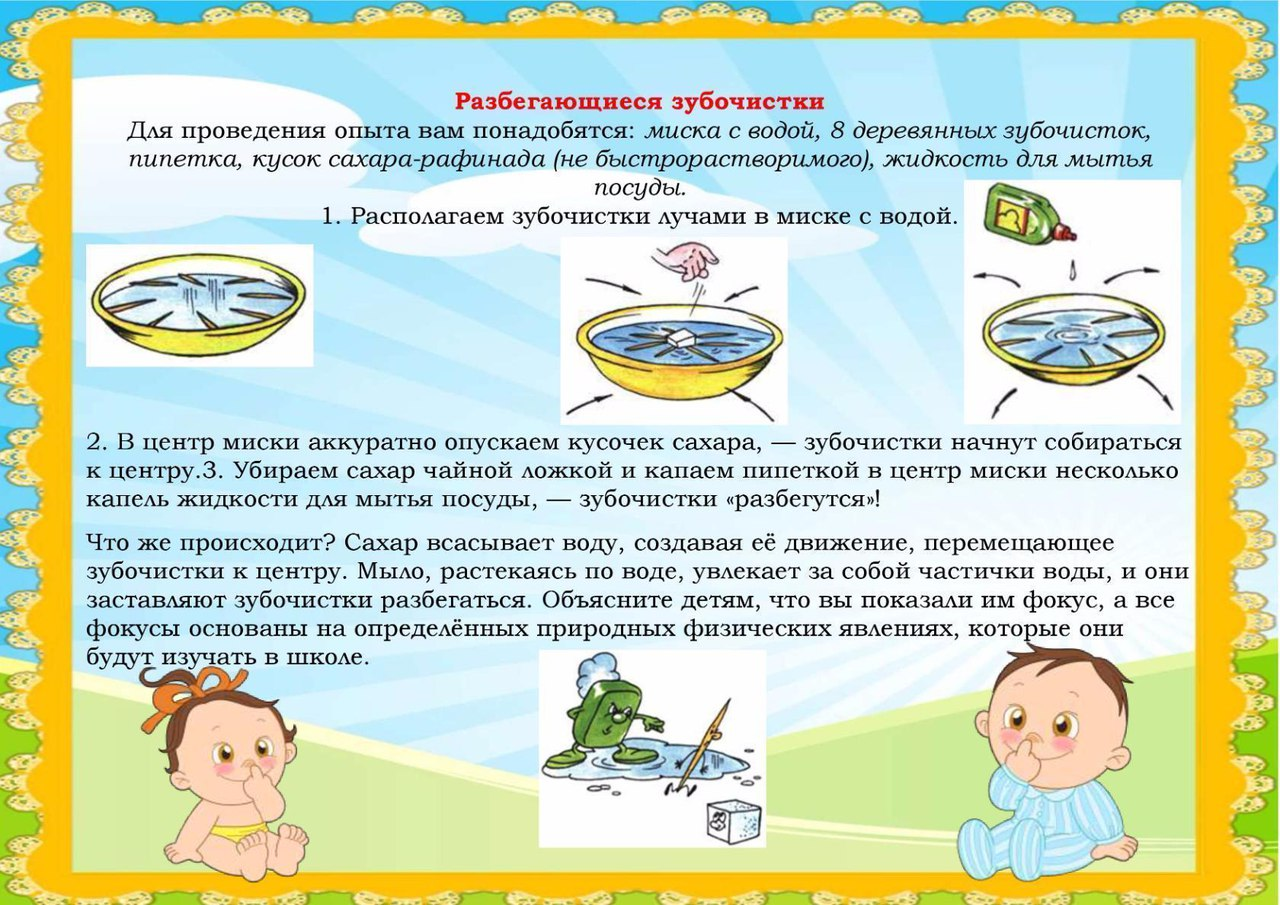 Разбегающиеся зубочистки
Для проведения опыта вам понадобятся: миска с водой, 8 деревянных зубочисток,
пипетка, кусок сахара-рафинада (не быстрорастворимого), жидкость для мытья
посуды.
1. Располагаем зубочистки лучами в миске с водой.
2. В центр миски аккуратно опускаем кусочек сахара, — зубочистки начнут собираться
к центру.3. Убираем сахар чайной ложкой и капаем пипеткой в центр миски несколько
капель жидкости для мытья посуды, — зубочистки «разбегутся»!
Что же происходит? Сахар всасывает воду, создавая её движение, перемещающее
зубочистки к центру. Мыло, растекаясь по воде, увлекает за собой частички воды, и они
заставляют зубочистки разбегаться. Объясните детям, что вы показали им фокус, а все
фокусы основаны на определённых природных физических явлениях, которые они
будут изучать в школе.